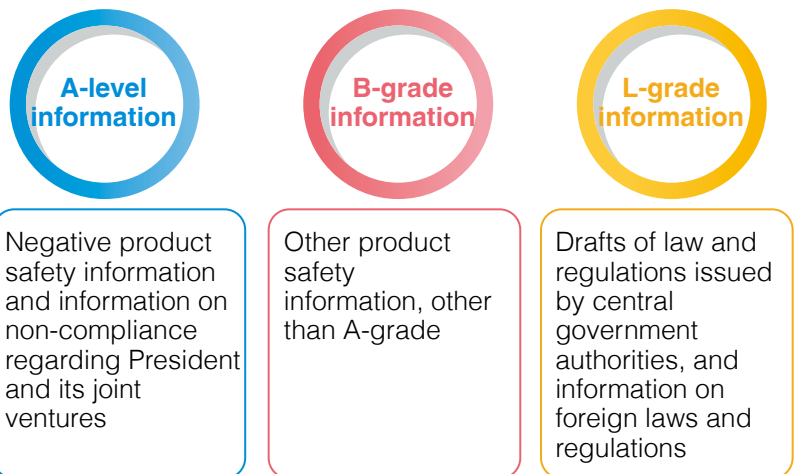 A-level
information
Negative product
safety information
and information on
non-compliance
regarding President
and its joint
ventures
B-grade
information
Other product
safety
information, other
than A-grade
L-grade
information
Drafts of law and
regulations issued
by central
government
authorities, and
information on
foreign laws and
regulations